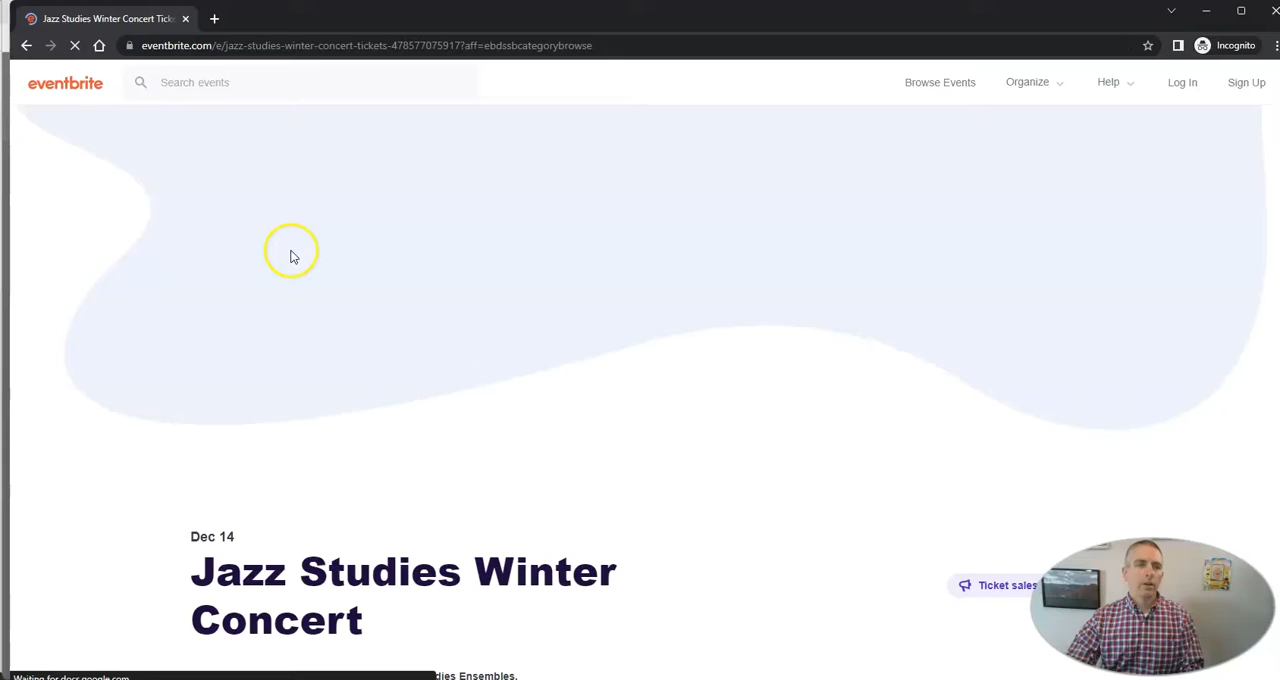 Jazz Studies Winter Concert Ticke
eventbrite.com/e/jazz-studies-winter-concert-tickets-478577075917?aff=ebdssbcategorybrowse
Incognito
eventbrite
Search events
Browse Events
Organize
Help
Log In
Sign Up
Dec 14
Jazz Studies Winter
Concert
Ticket sales
dies Ensembles.
Waiting for docs.google.com